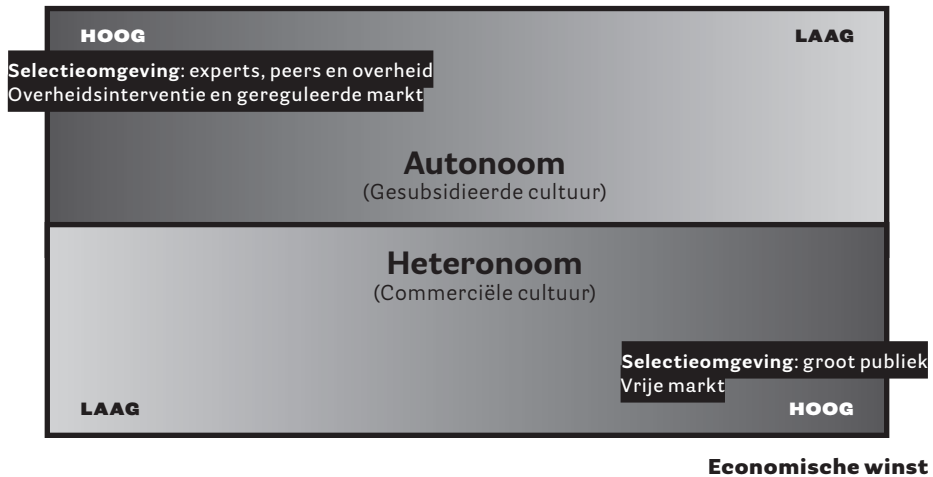 HOOG
LAAG
Selectieomgeving: experts, peers en overheid
Overheidsinterventie en gereguleerde markt
Autonoom
(Gesubsidieerde cultuur)
Heteronoom
(Commerciële cultuur)
Selectieomgeving: groot publiek
Vrije markt
LAAG
HOOG
Economische winst